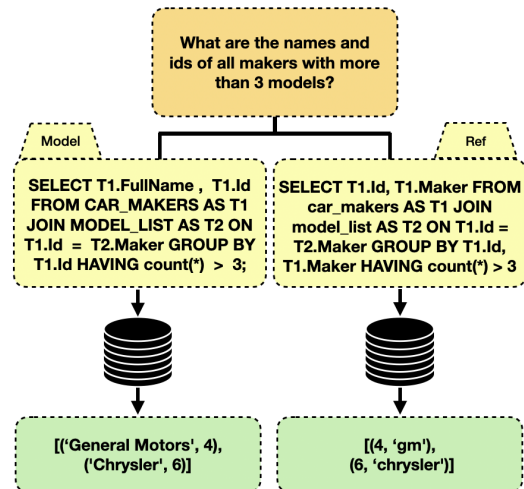 What are the names and
ids of all makers with more
than 3 models?
Model
SELECT T1.FullName , T1.Id
FROM CAR_MAKERS AS T1
JOIN MODEL_LIST AS T2 ON
T1.Id = T2.Maker GROUP BY
T1.Id HAVING count(*) > 3;
Ref
SELECT T1.Id, T1.Maker FROM
car_makers AS T1 JOIN
model_list AS T2 ON T1.Id =
T2.Maker GROUP BY T1.Id,
T1.Maker HAVING count(*) > 3
[(‘General Motors', 4),
('Chrysler', 6)]
[(4, ‘gm'),
(6, ‘chrysler')]